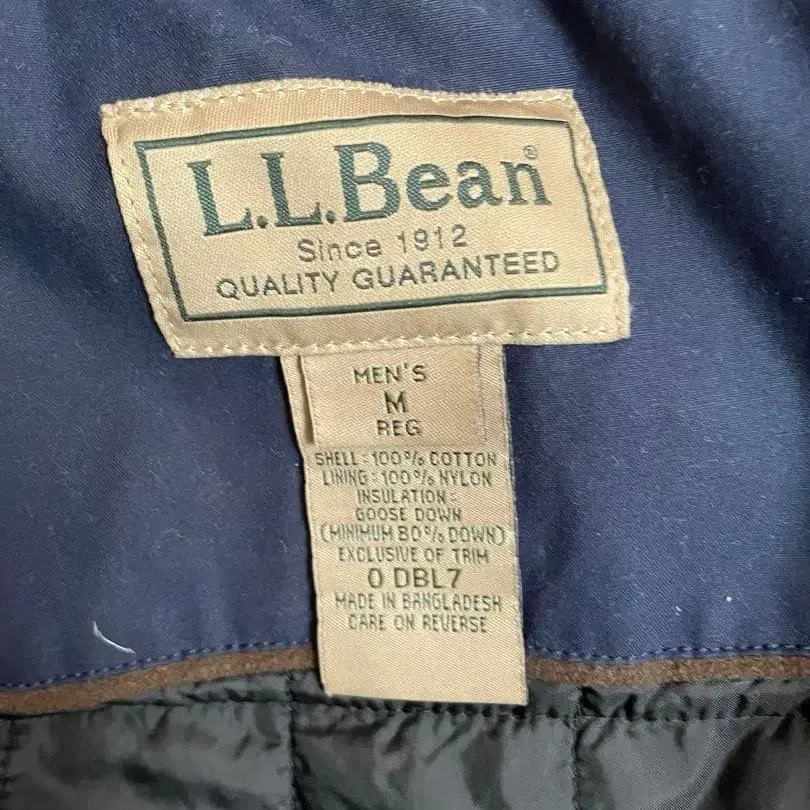 L.L.Bean®
Since 1912
QUALITY GUARANTEED
MEN'S
M
REG
SHELL: 100% COTTON
LINING: 100% NYLON
INSULATION:
GOOSE DOWN
(MINIMUM 80% DOWN)
EXCLUSIVE OF TRIM
0 DBL7
MADE IN BANGLADESH
CARE ON REVERSE